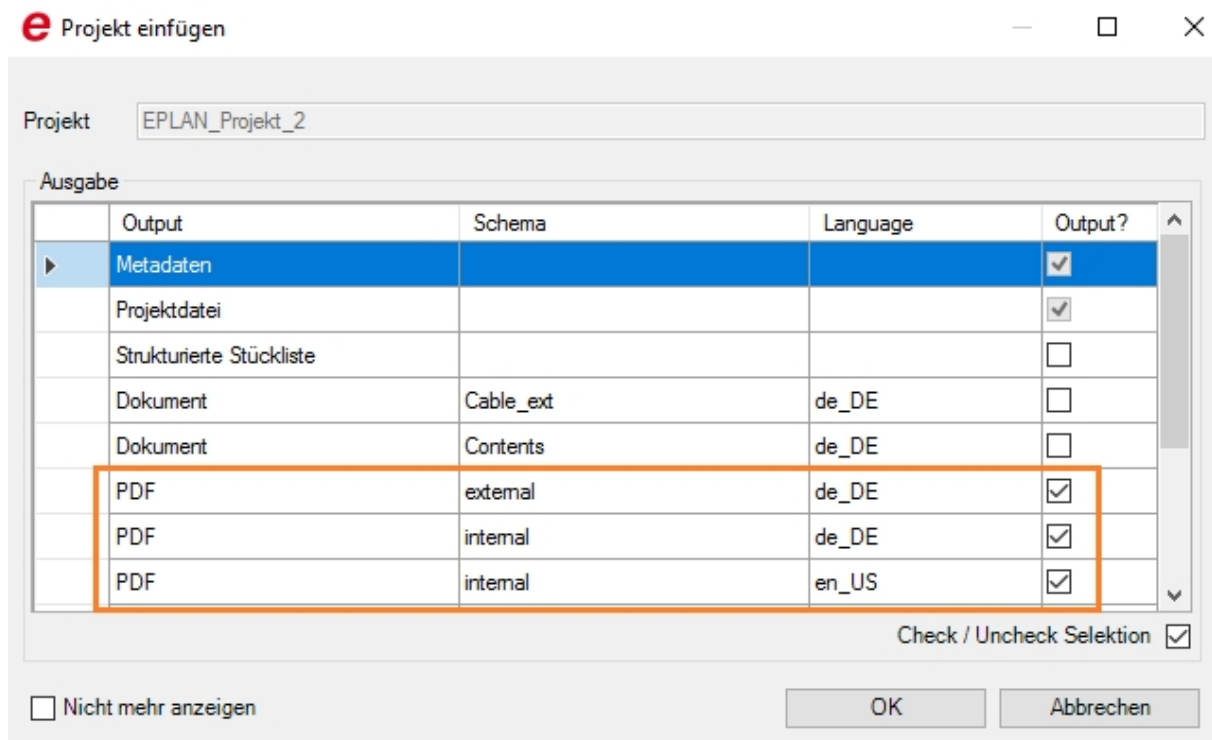 e Projekt einfügen
Projekt EPLAN_Projekt_2
Ausgabe
Output Schema Language Output?
Metadaten
Projektdatei
Strukturierte Stückliste
Dokument Cable_ext de_DE
Dokument Contents de_DE
PDF external de_DE
PDF internal de_DE
PDF internal en_US
Check / Uncheck Selektion
Nicht mehr anzeigen OK Abbrechen